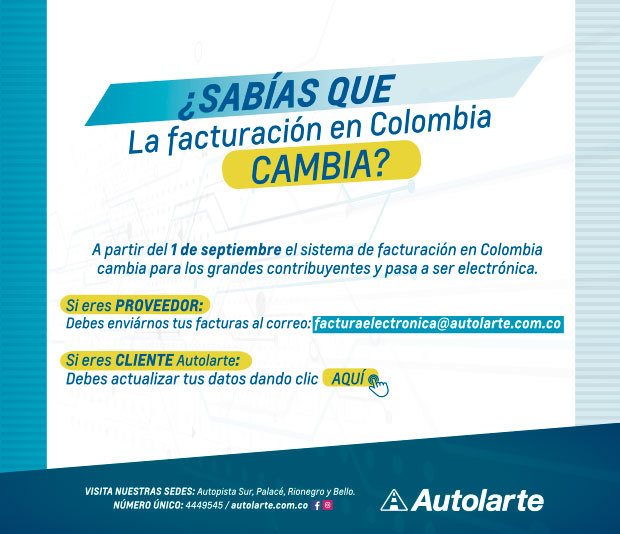 ¿SABÍAS QUE
La facturación en Colombia
CAMBIA?
A partir del 1 de septiembre el sistema de facturación en Colombia
cambia para los grandes contribuyentes y pasa a ser electrónica.
Si eres PROVEEDOR:
Debes enviárnos tus facturas al correo: facturaelectronica@autolarte.com.co
Si eres CLIENTE Autolarte:
Debes actualizar tus datos dando clic AQUÍ
VISITA NUESTRAS SEDES: Autopista Sur, Palacé, Rionegro y Bello.
NÚMERO ÚNICO: 4449545 / autolarte.com.co
Autolarte